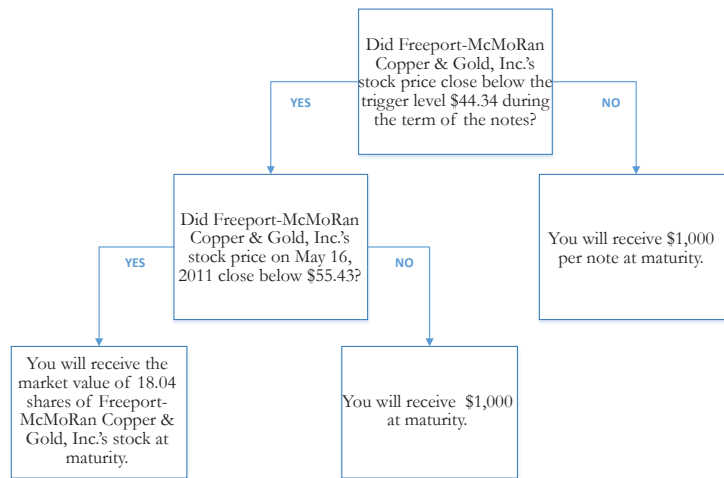 Did Freeport-McMoRan
Copper & Gold, Inc.'s
stock price close below the
trigger level $44.34 during
the term of the notes?
YES
NO
Did Freeport-McMoRan
Copper & Gold, Inc.'s
stock price on May 16,
2011 close below $55.43?
You will receive $1,000
per note at maturity.
YES
NO
You will receive the
market value of 18.04
shares of Freeport-
McMoRan Copper &
Gold, Inc.'s stock at
maturity.
You will receive $1,000
at maturity.